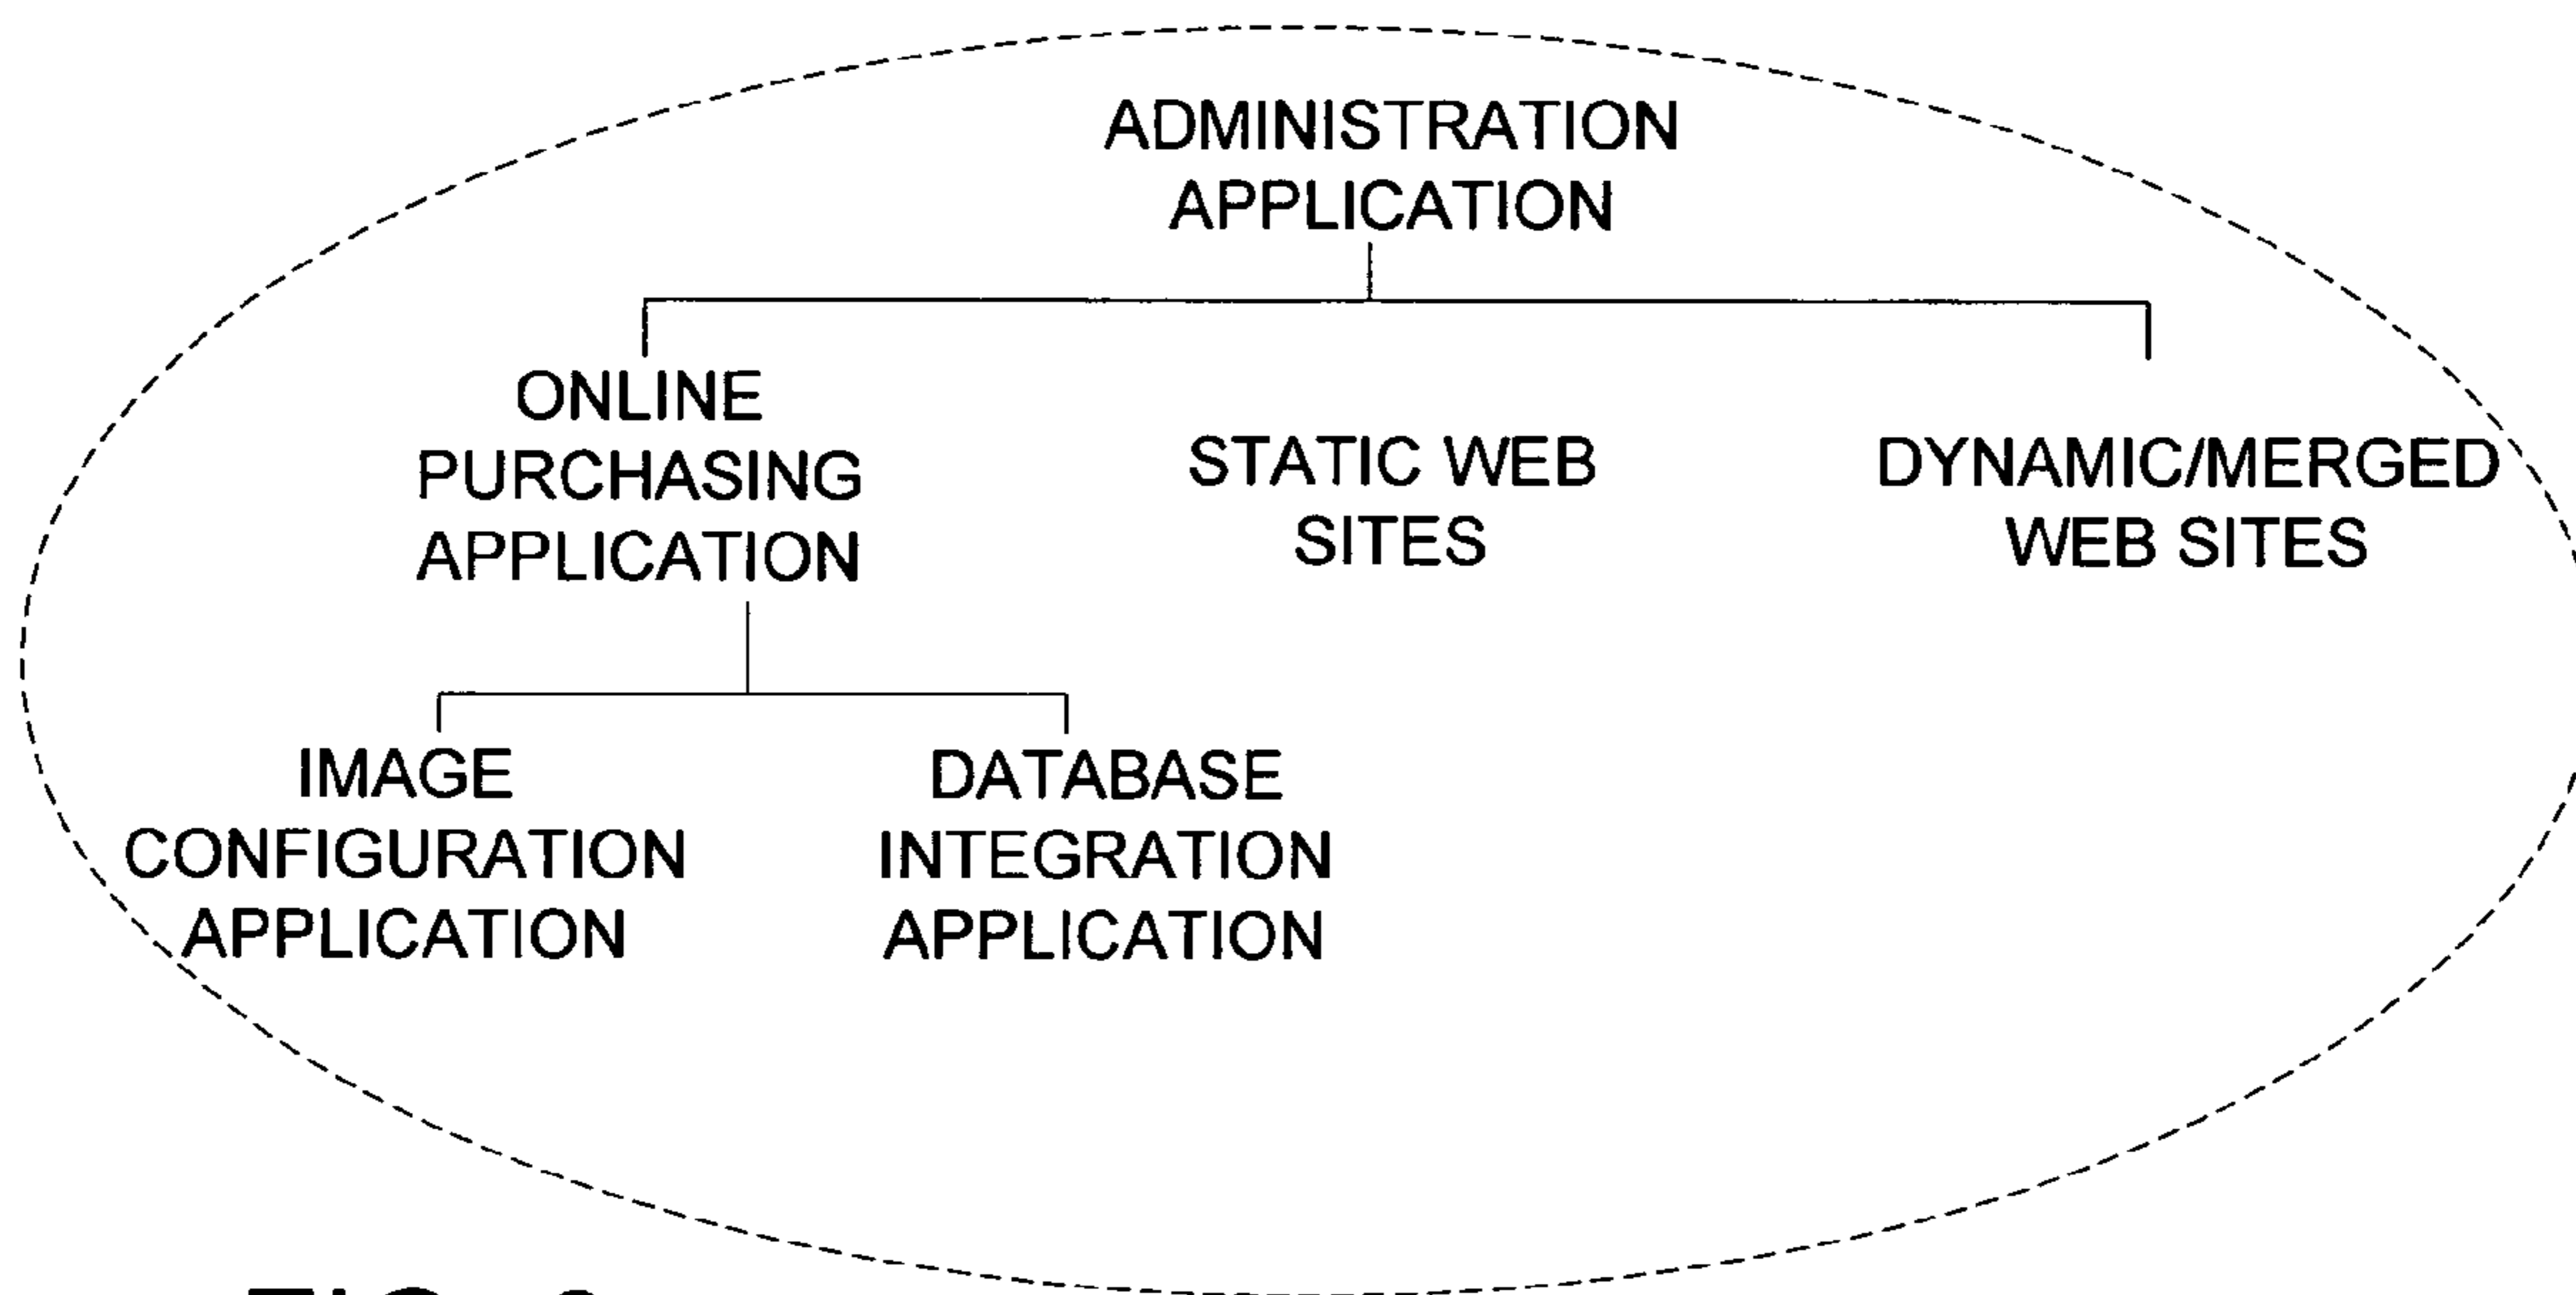 ADMINISTRATION
APPLICATION
ONLINE
PURCHASING
APPLICATION
STATIC WEB
SITES
DYNAMIC/MERGED
WEB SITES
IMAGE
CONFIGURATION
APPLICATION
DATABASE
INTEGRATION
APPLICATION